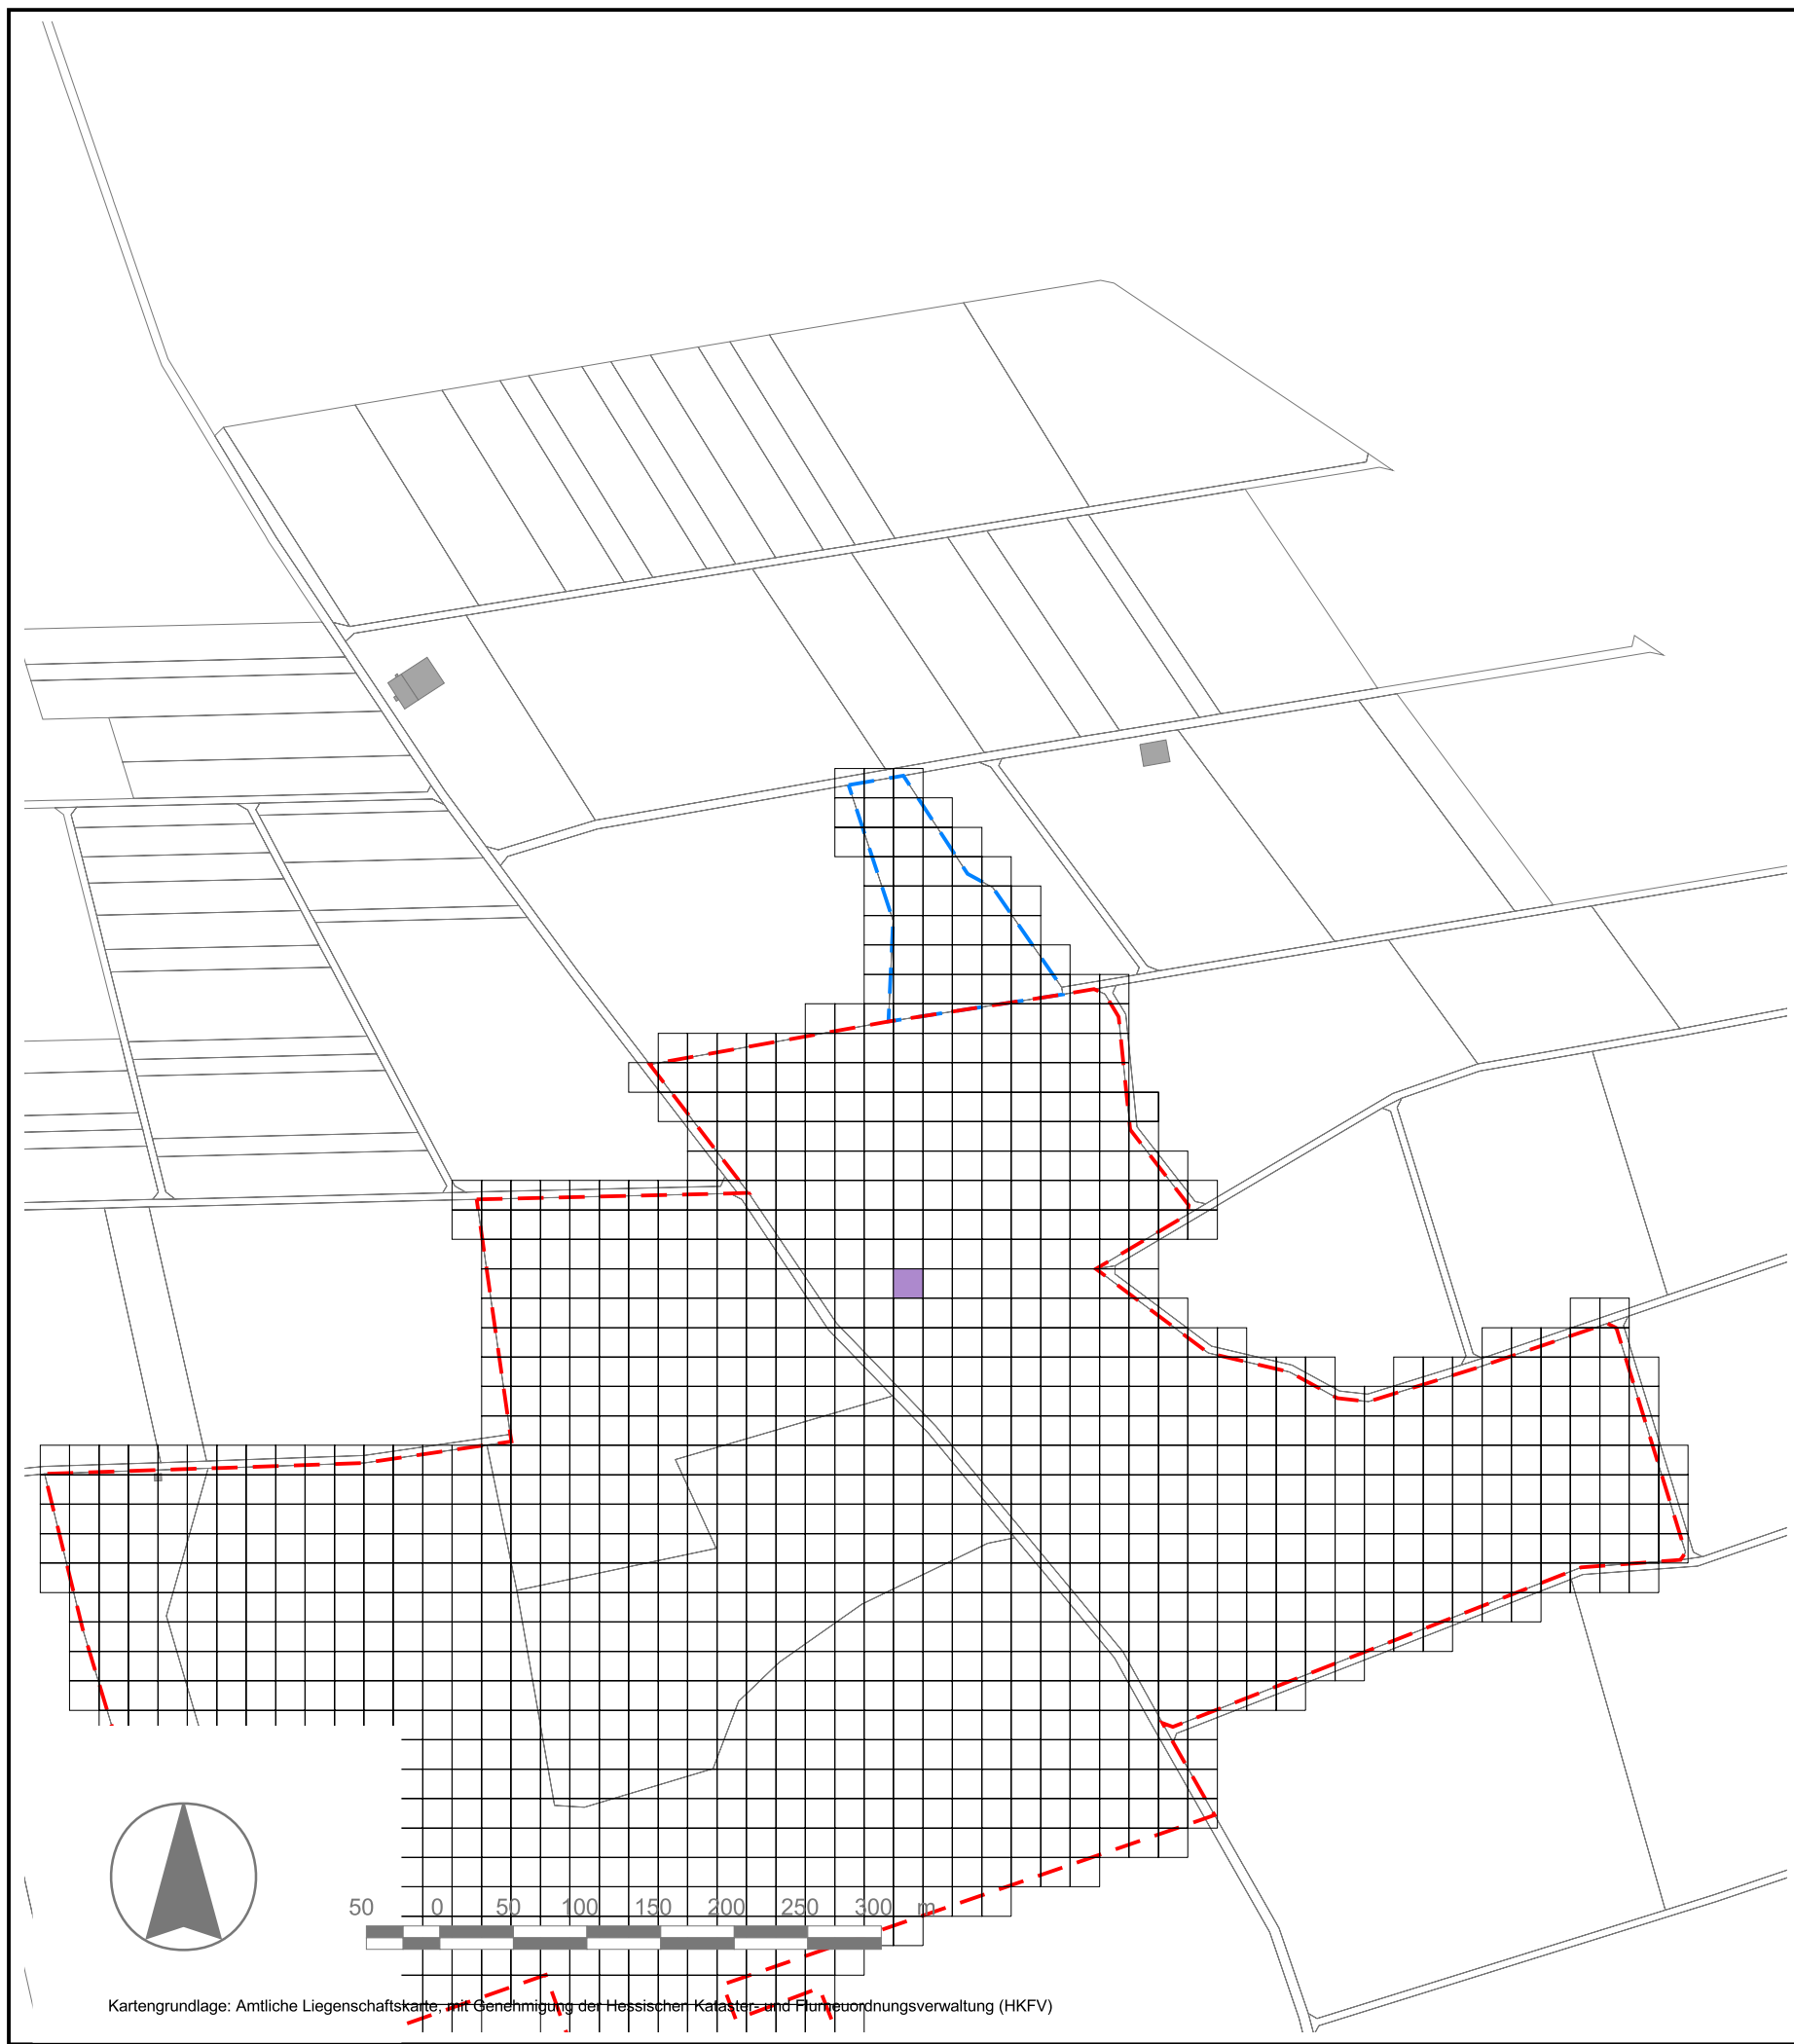 50 0 50 100 150 200 250 300 m
Kartengrundlage: Amtliche Liegenschaftskarte, mit Genehmigung der Hessischen Kataster- und Flurneuordnungsverwaltung (HKFV)